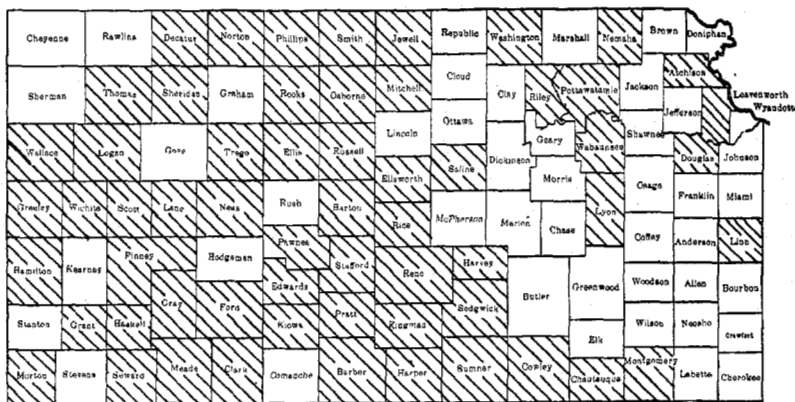 Cheyenne Rawlins Decatur Norton Phillips Smith Jewell Republic Washington Marshall Nemaha Brown Doniphan
Sherman Thomas Sheridan Graham Rooks Osborne Mitchell Cloud Clay Riley Pottawatamie Jackson Atchison
Jefferson Leavenworth
Wyandotte
Lincoln Ottawa
Wallace Logan Gove Trego Ellis Russell Ellsworth Saline Dickinson Geary Wabaunsee Shawnee Douglas Johnson
Morris Osage Franklin Miami
Greeley Wichita Scott Lane Ness Rush Barton Rice McPherson Marion Chase Lyon
Coffey Anderson Linn
Hamilton Kearney Finney Hodgeman Pawnee Stafford Reno Harvey
Gray Ford Edwards Sedgwick Butler Greenwood Woodson Allen Bourbon
Stanton Grant Haskell Kiowa Pratt Kingman Elk Wilson Neosho Crawford
Morton Stevens Seward Meade Clark Comanche Barber Harper Sumner Cowley Chautauqua Montgomery Labette Cherokee